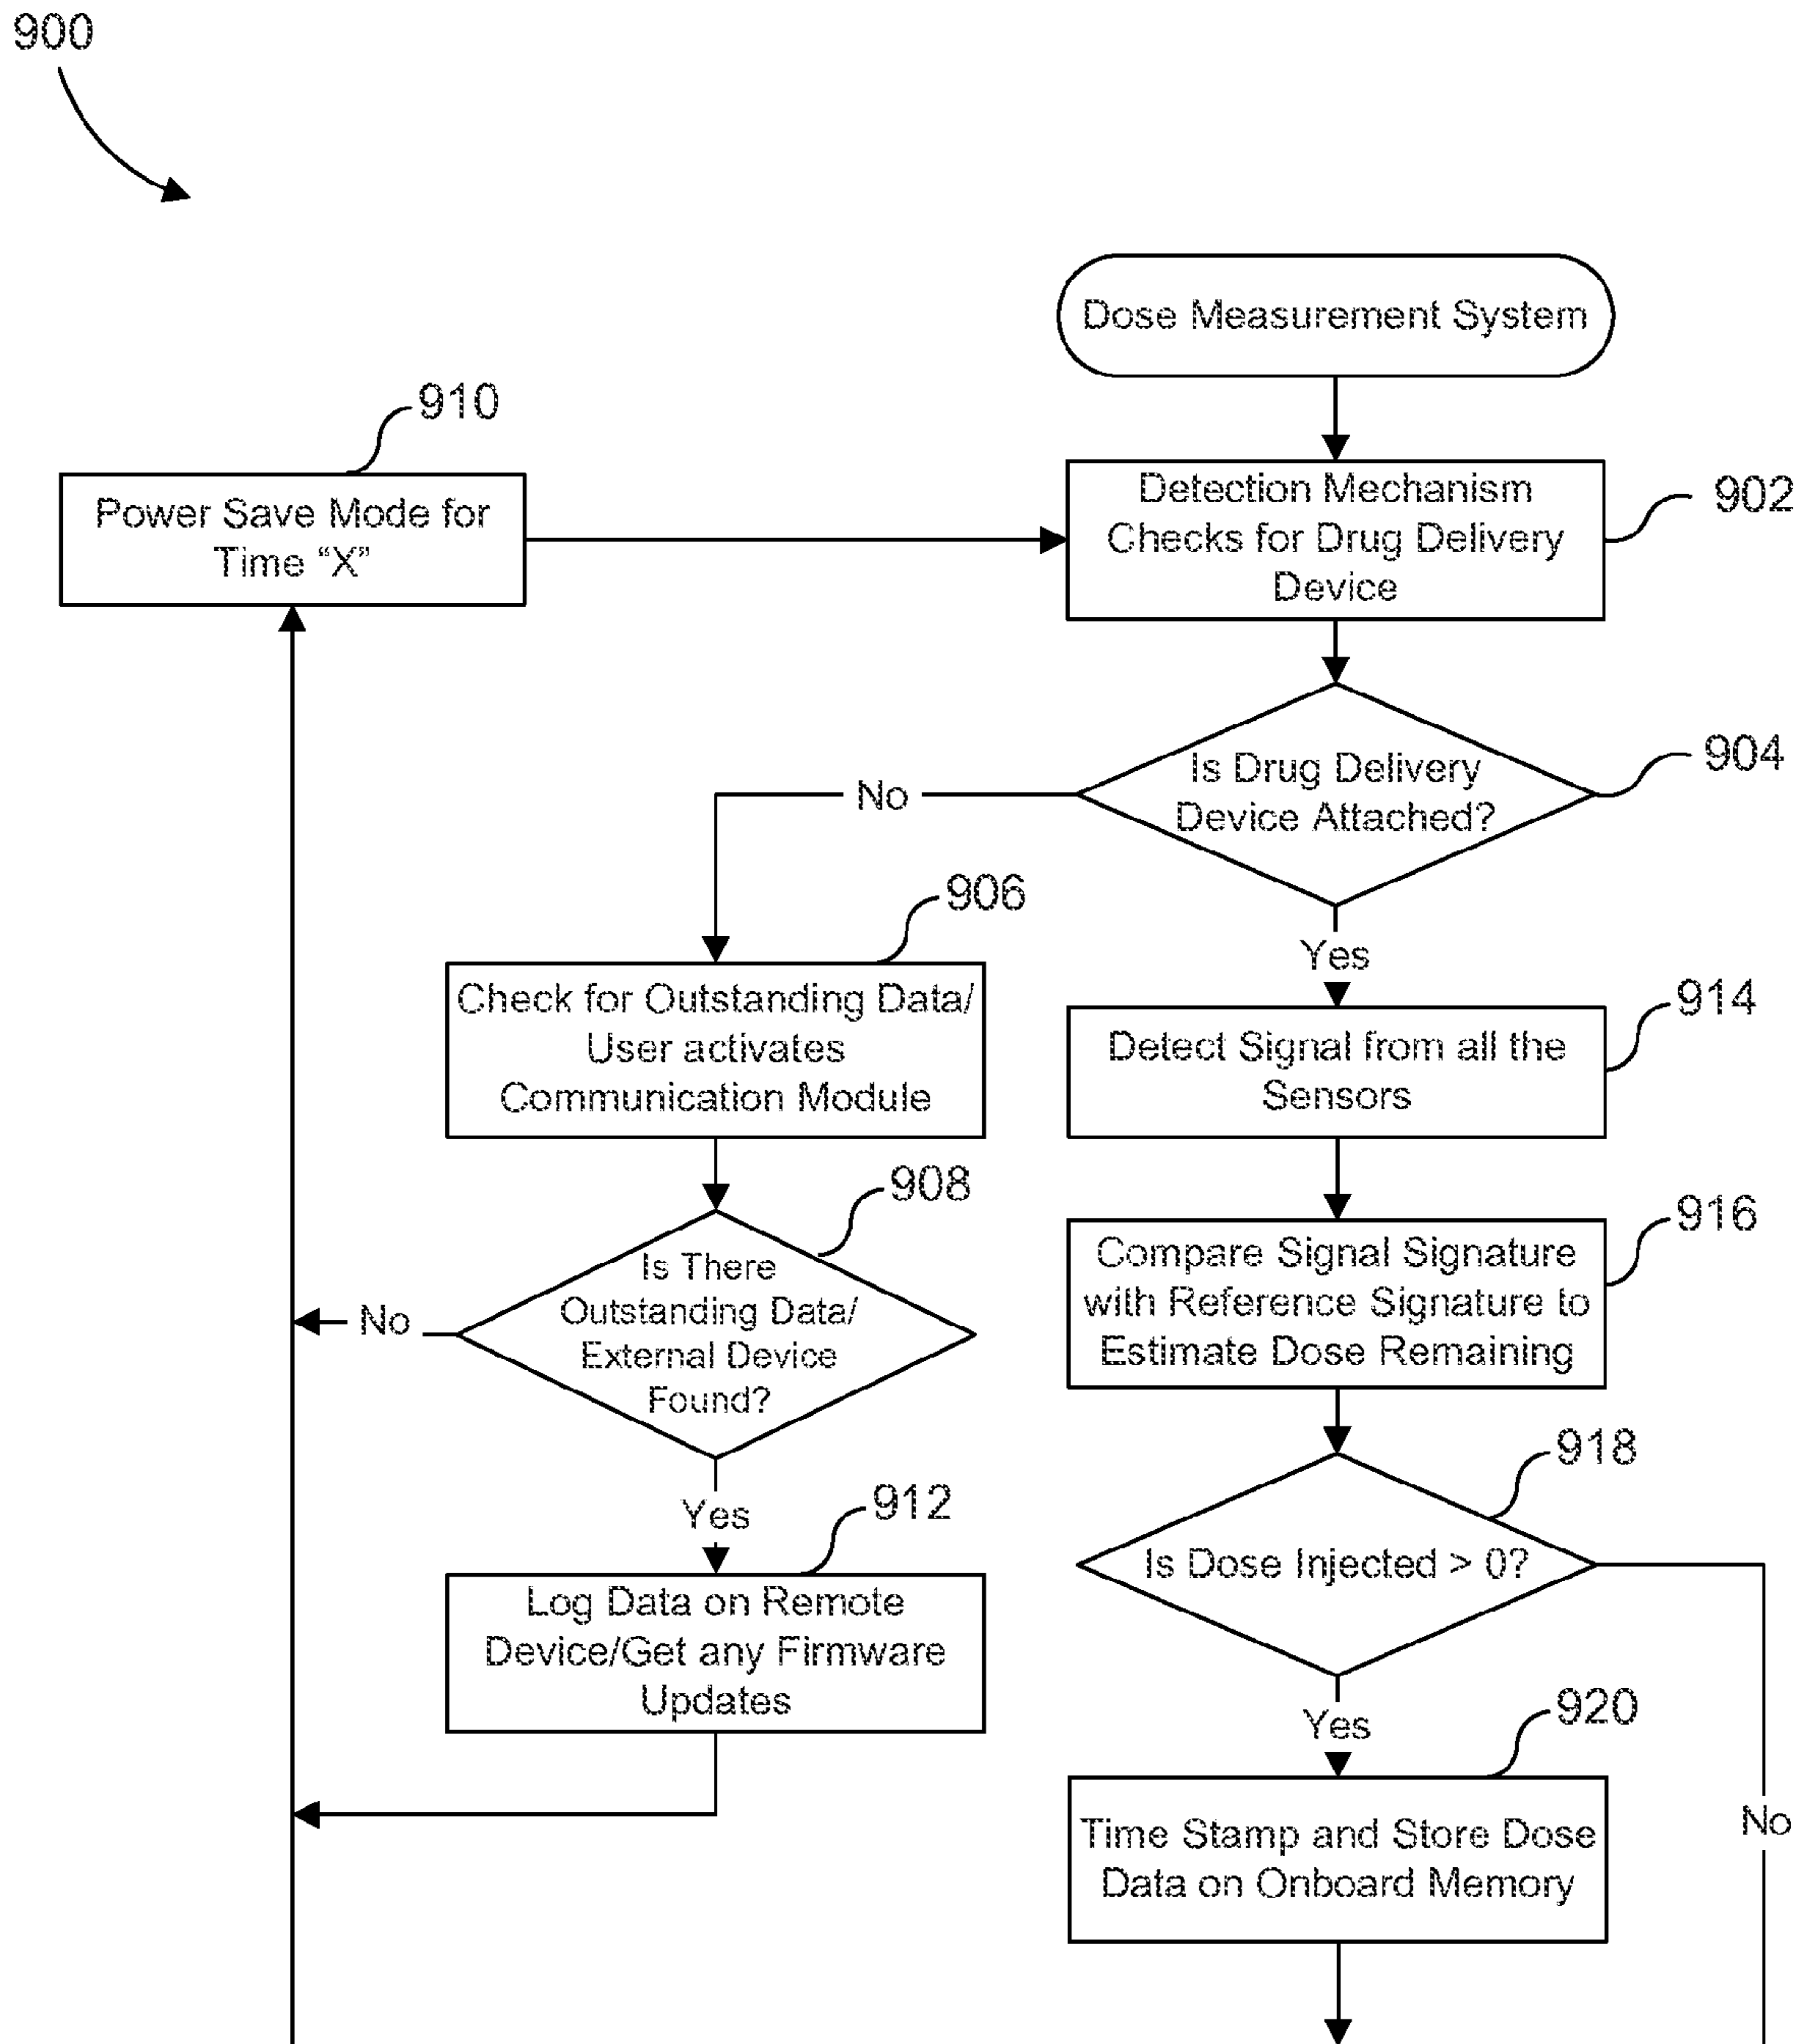 900
Dose Measurement System
910
Power Save Mode for
Time “X”
Detection Mechanism
Checks for Drug Delivery
Device
902
Is Drug Delivery
Device Attached?
904
No
Yes
906
Check for Outstanding Data/
User activates
Communication Module
914
Detect Signal from all the
Sensors
908
Is There
Outstanding Data/
External Device
Found?
No
Yes
916
Compare Signal Signature
with Reference Signature to
Estimate Dose Remaining
918
Is Dose Injected > 0?
912
Log Data on Remote
Device/Get any Firmware
Updates
Yes
920
Time Stamp and Store Dose
Data on Onboard Memory
No